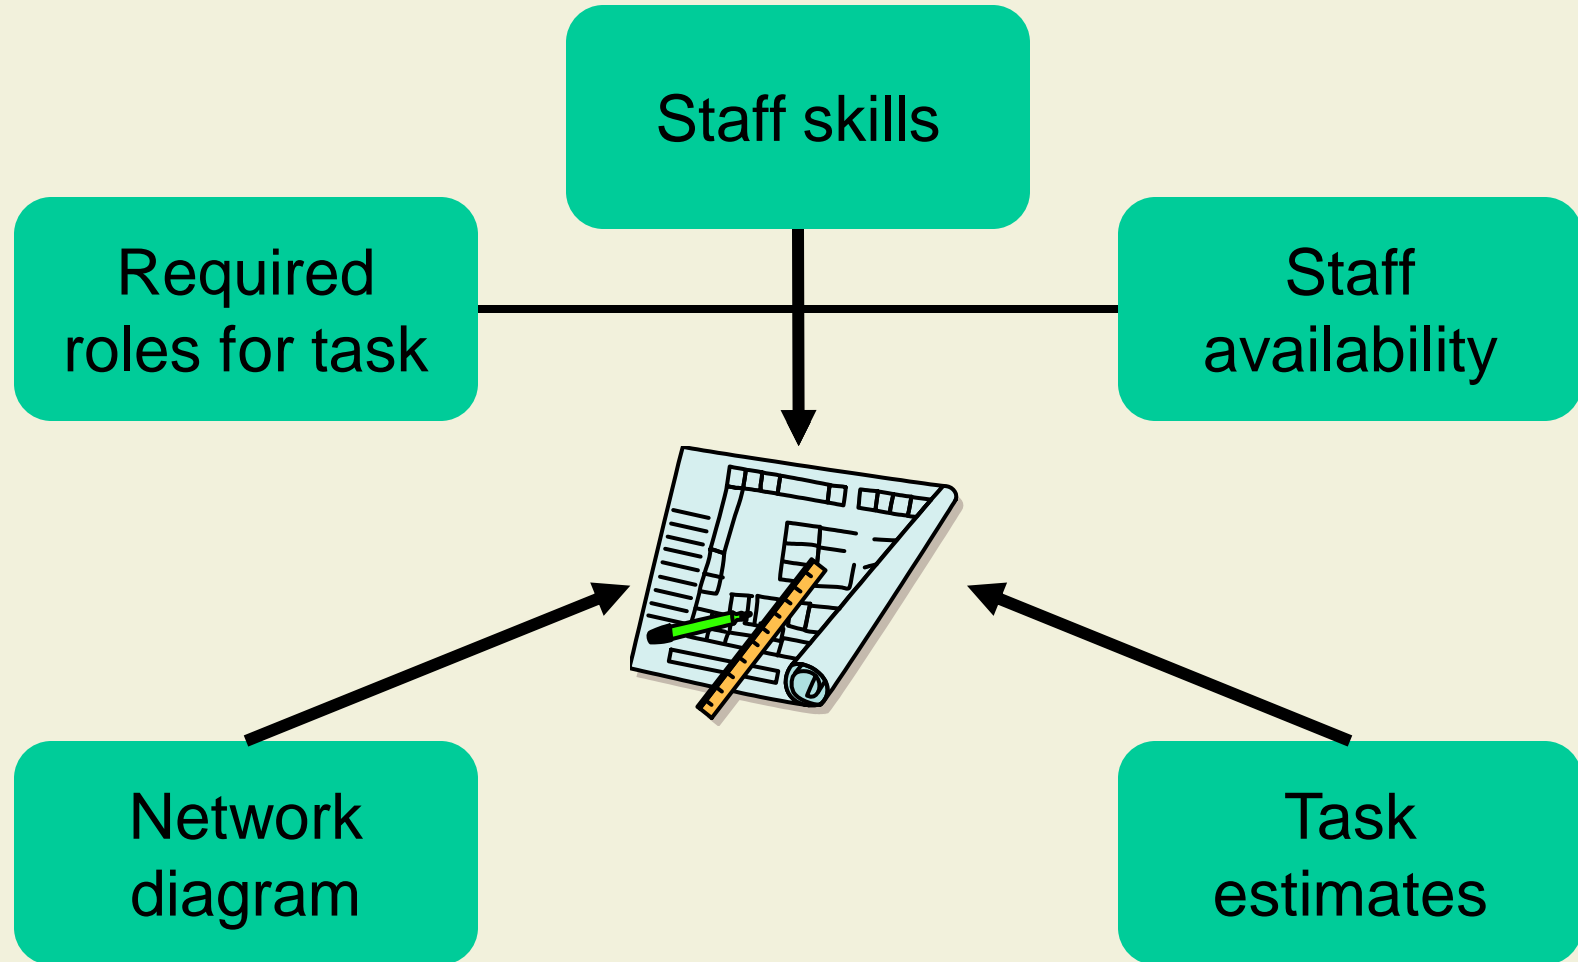 Staff skills
Required
roles for task
Staff
availability
Network
diagram
Task
estimates